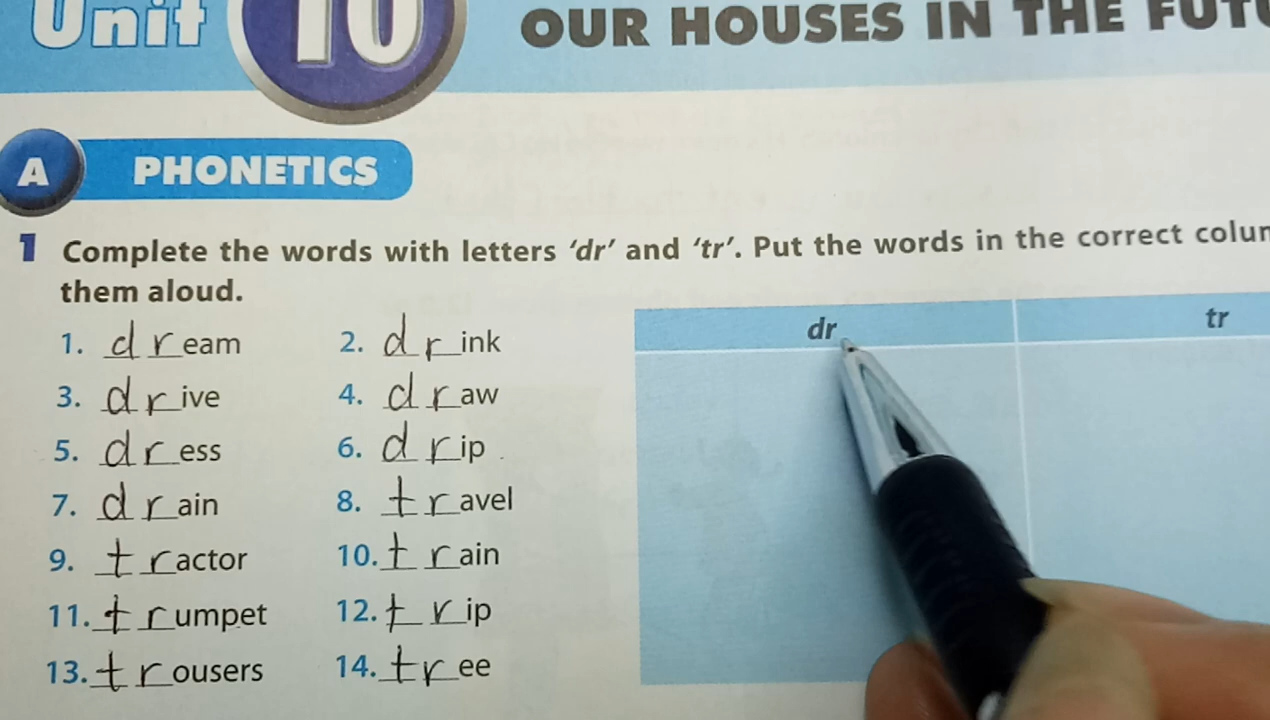 Unit 10 OUR HOUSES IN THE
A PHONETICS
1 Complete the words with letters ‘dr’ and ‘tr’. Put the words in the correct
them aloud.
dr tr
1. dream 2. drink
3. drive 4. draw
5. dress 6. drip
7. drain 8. travel
9. tractor 10. train
11. trumpet 12. trip
13. trousers 14. tree